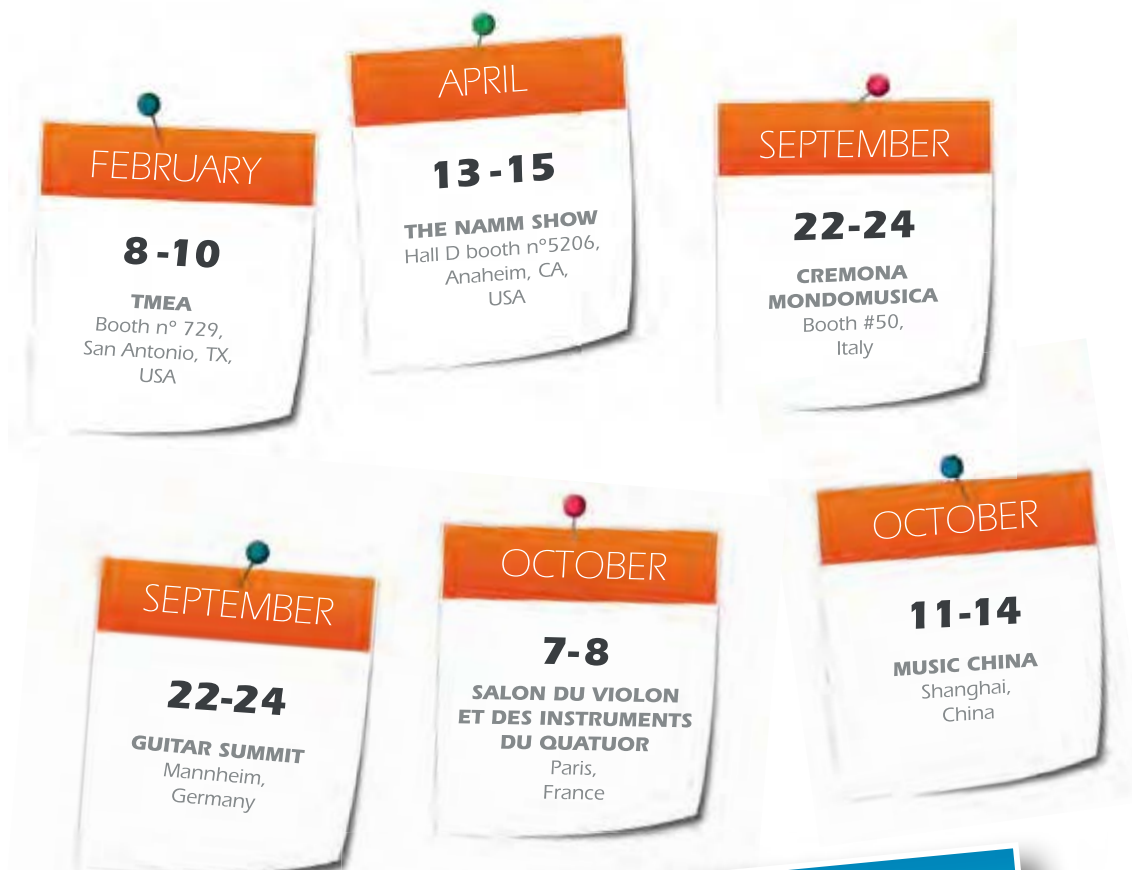 FEBRUARY
8-10
TMEA
Booth n° 729,
San Antonio, TX,
USA
APRIL
13-15
THE NAMM SHOW
Hall D booth n°5206,
Anaheim, CA,
USA
SEPTEMBER
22-24
CREMONA
MONDOMUSICA
Booth #50,
Italy
SEPTEMBER
22-24
GUITAR SUMMIT
Mannheim,
Germany
OCTOBER
7-8
SALON DU VIOLON
ET DES INSTRUMENTS
DU QUATUOR
Paris,
France
OCTOBER
11-14
MUSIC CHINA
Shanghai,
China